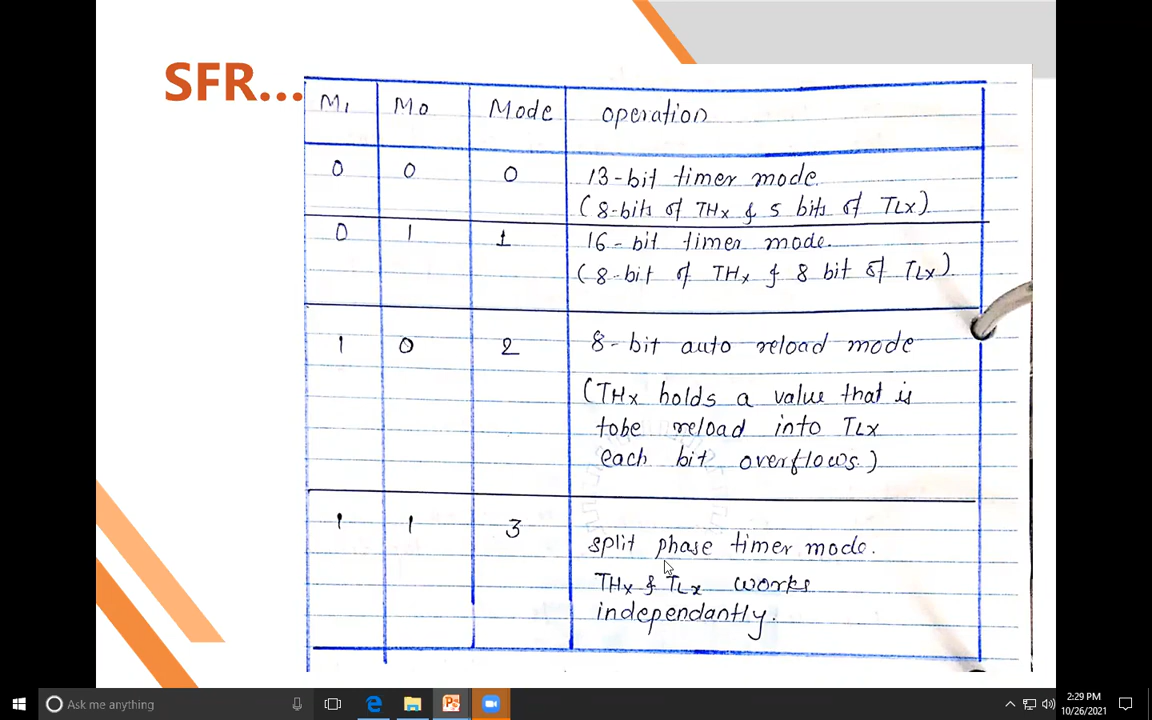 SFR...
M1 M0 Mode operation
0 0 0 13-bit timer mode.
(8-bits of THx & 5 bits of TLx).
0 1 1 16-bit timer mode.
(8-bit of THx & 8 bit of TLx).
1 0 2 8-bit auto reload mode
(THx holds a value that is
tobe reload into TLx
each bit overflows.)
1 1 3 split phase timer mode.
THx & TLx works
independantly.
Ask me anything
2:29 PM
10/26/2021